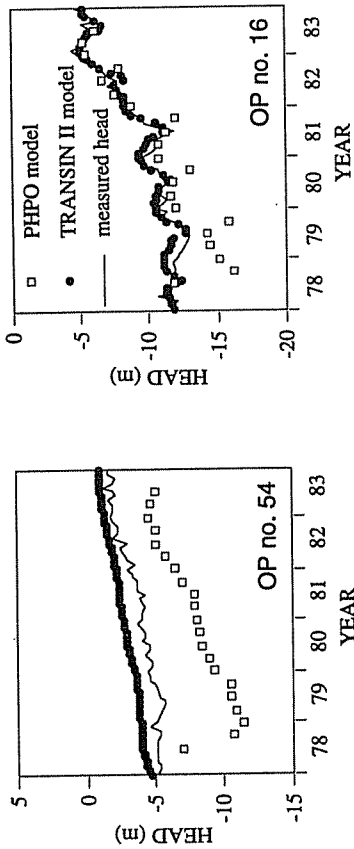 5
0
-5
-10
-15
HEAD (m)
78 79 80 81 82 83
YEAR
OP no. 54
0
-5
-10
-15
-20
HEAD (m)
78 79 80 81 82 83
YEAR
OP no. 16
PHPO model
TRANSIN II model
measured head